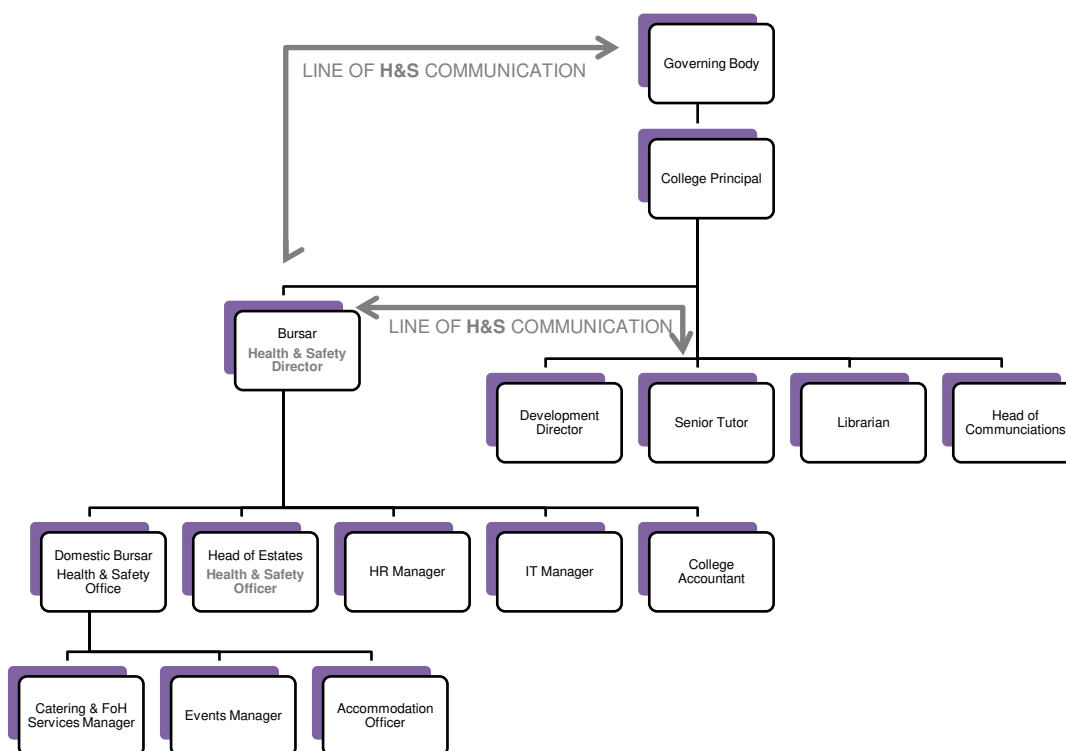 Governing Body
LINE OF H&S COMMUNICATION
College Principal
Bursar
Health & Safety
Director
LINE OF H&S COMMUNICATION
Development
Director
Senior Tutor
Librarian
Head of
Communciations
Domestic Bursar
Health & Safety
Office
Head of Estates
Health & Safety
Officer
HR Manager
IT Manager
College
Accountant
Catering & FoH
Services Manager
Events Manager
Accommodation
Officer